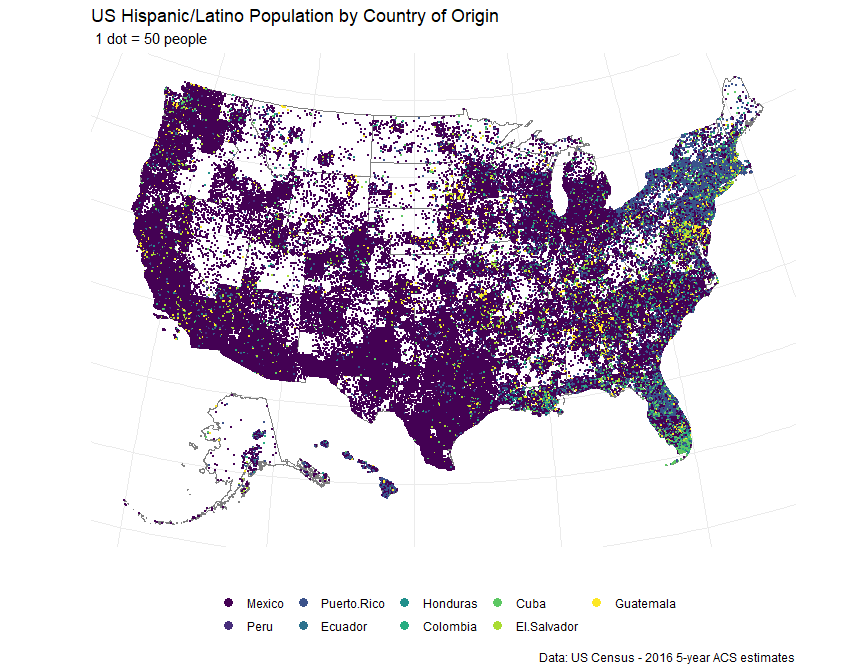 US Hispanic/Latino Population by Country of Origin
1 dot = 50 people
Mexico Puerto.Rico Honduras Cuba Guatemala
Peru Ecuador Colombia El.Salvador
Data: US Census - 2016 5-year ACS estimates